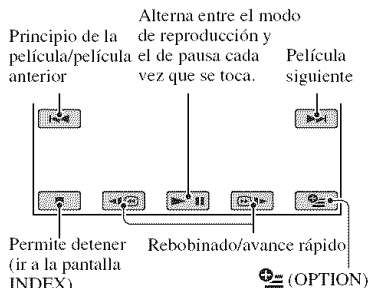 Alterna entre el modo
de reproducción y
el de pausa cada
vez que se toca.
Principio de la
película/película
anterior
Película
siguiente
Permite detener
(ir a la pantalla
INDEX)
Rebobinado/avance rápido
(OPTION)